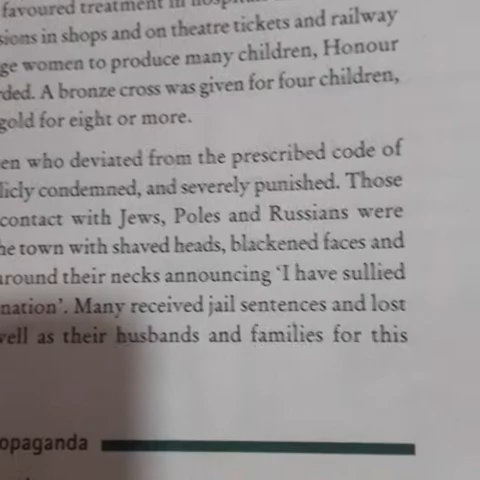 favoured treatment in
sions in shops and on theatre tickets and railway
ge women to produce many children, Honour
ded. A bronze cross was given for four children,
gold for eight or more.
en who deviated from the prescribed code of
licly condemned, and severely punished. Those
contact with Jews, Poles and Russians were
he town with shaved heads, blackened faces and
around their necks announcing ‘I have sullied
nation’. Many received jail sentences and lost
well as their husbands and families for this
opaganda